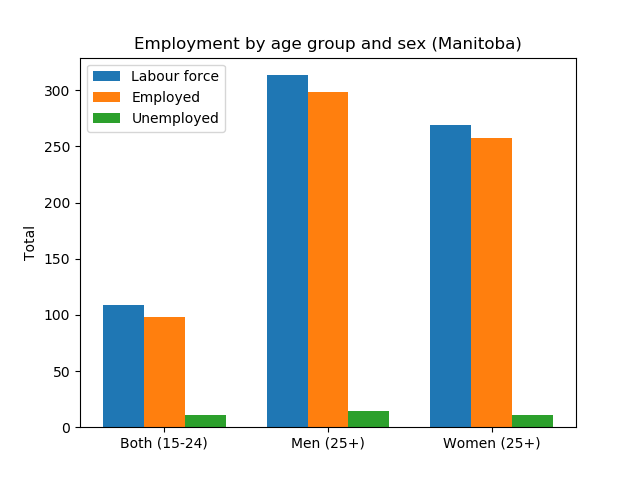 Employment by age group and sex (Manitoba)
Labour force
Employed
Unemployed
Total
300
250
200
150
100
50
0
Both (15-24)
Men (25+)
Women (25+)